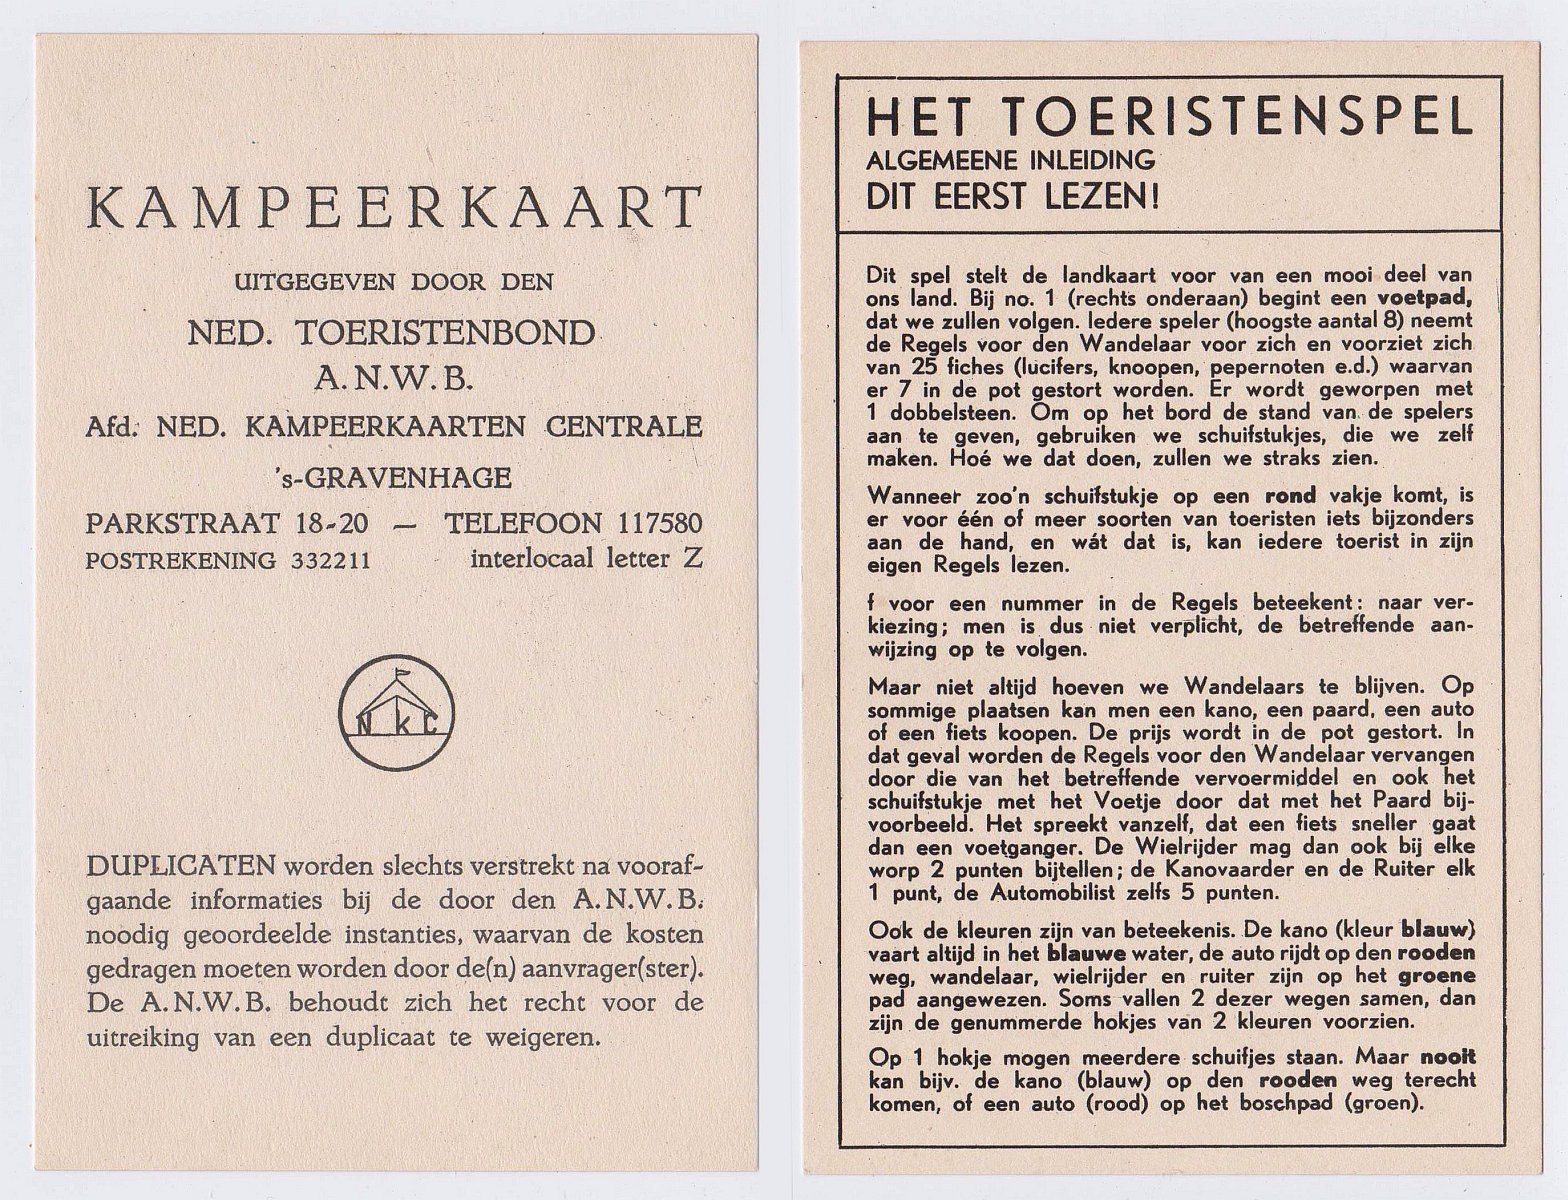 KAMPEERKAART
UITGEGEVEN DOOR DEN
NED. TOERISTENBOND
A.N.W.B.
Afd. NED. KAMPEERKAARTEN CENTRALE
's-GRAVENHAGE
PARKSTRAAT 18-20 — TELEFOON 117580
POSTREKENING 332211 interlocaal letter Z
N k C
DUPLICATEN worden slechts verstrekt na vooraf-
gaande informaties bij de door den A.N.W.B.
noodig geoordeelde instanties, waarvan de kosten
gedragen moeten worden door de(n) aanvrager(ster).
De A.N.W.B. behoudt zich het recht voor de
uitreiking van een duplicaat te weigeren.
HET TOERISTENSPEL
ALGEMEENE INLEIDING
DIT EERST LEZEN!
Dit spel stelt de landkaart voor van een mooi deel van
ons land. Bij no. 1 (rechts onderaan) begint een voetpad,
dat we zullen volgen. Iedere speler (hoogste aantal 8) neemt
de Regels voor den Wandelaar voor zich en voorziet zich
van 25 fiches (lucifers, knoopen, pepernoten e.d.) waarvan
er 7 in de pot gestort worden. Er wordt geworpen met
1 dobbelsteen. Om op het bord de stand van de spelers
aan te geven, gebruiken we schuifstukjes, die we zelf
maken. Hoé we dat doen, zullen we straks zien.
Wanneer zoo'n schuifstukje op een rond vakje komt, is
er voor één of meer soorten van toeristen iets bijzonders
aan de hand, en wát dat is, kan iedere toerist in zijn
eigen Regels lezen.
f voor een nummer in de Regels beteekent: naar ver-
kiezing; men is dus niet verplicht, de betreffende aan-
wijzing op te volgen.
Maar niet altijd hoeven we Wandelaars te blijven. Op
sommige plaatsen kan men een kano, een paard, een auto
of een fiets koopen. De prijs wordt in de pot gestort. In
dat geval worden de Regels voor den Wandelaar vervangen
door die van het betreffende vervoermiddel en ook het
schuifstukje met het Voetje door dat met het Paard bij-
voorbeeld. Het spreekt vanzelf, dat een fiets sneller gaat
dan een voetganger. De Wielrijder mag dan ook bij elke
worp 2 punten bijtellen; de Kanovaarder en de Ruiter elk
1 punt, de Automobilist zelfs 5 punten.
Ook de kleuren zijn van beteekenis. De kano (kleur blauw)
vaart altijd in het blauwe water, de auto rijdt op den rooden
weg, wandelaar, wielrijder en ruiter zijn op het groene
pad aangewezen. Soms vallen 2 dezer wegen samen, dan
zijn de genummerde hokjes van 2 kleuren voorzien.
Op 1 hokje mogen meerdere schuifjes staan. Maar nooit
kan bijv. de kano (blauw) op den rooden weg terecht
komen, of een auto (rood) op het boschpad (groen).